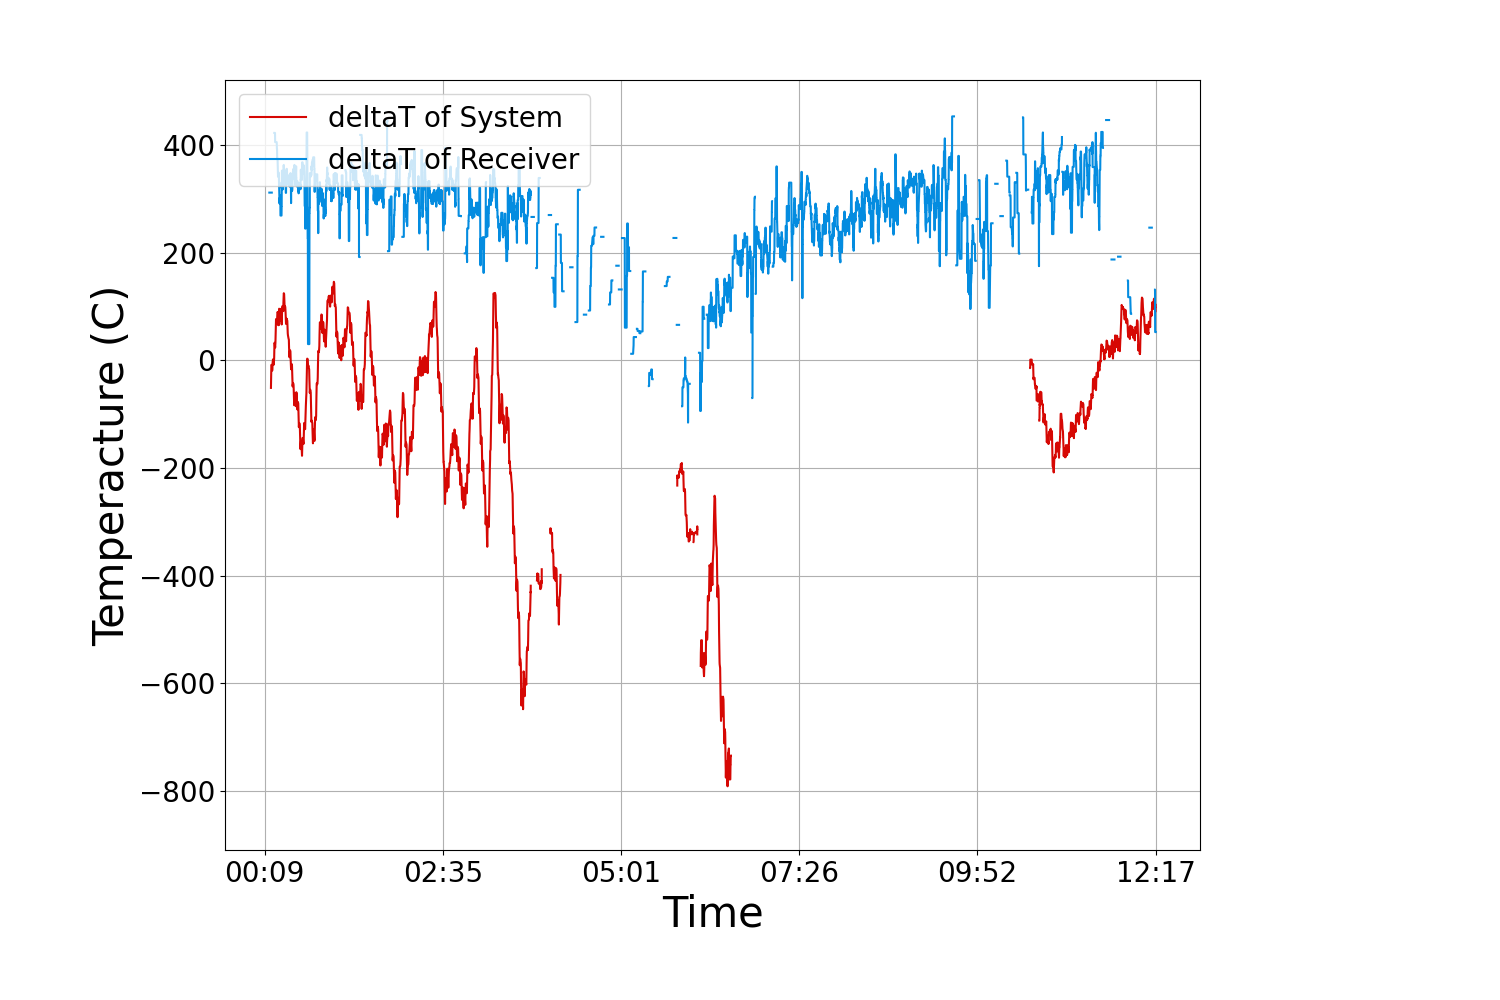 deltaT of System
deltaT of Receiver
400
200
0
−200
−400
−600
−800
Temperacture (C)
00:09 02:35 05:01 07:26 09:52 12:17
Time